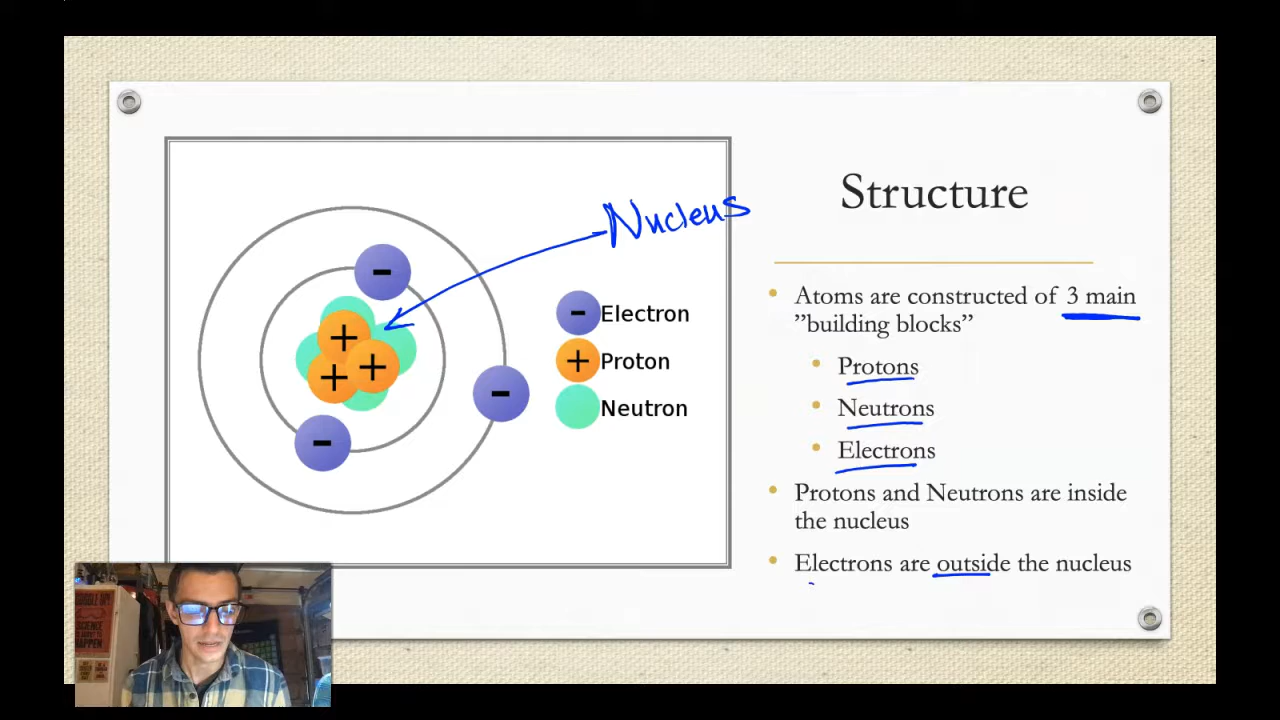 Structure
Nucleus
Electron
Proton
Neutron
Atoms are constructed of 3 main
”building blocks”
Protons
Neutrons
Electrons
Protons and Neutrons are inside
the nucleus
Electrons are outside the nucleus